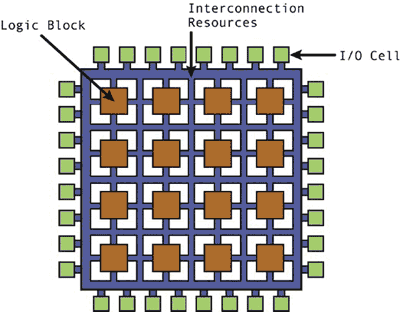 Interconnection
Resources
Logic Block
I/O Cell